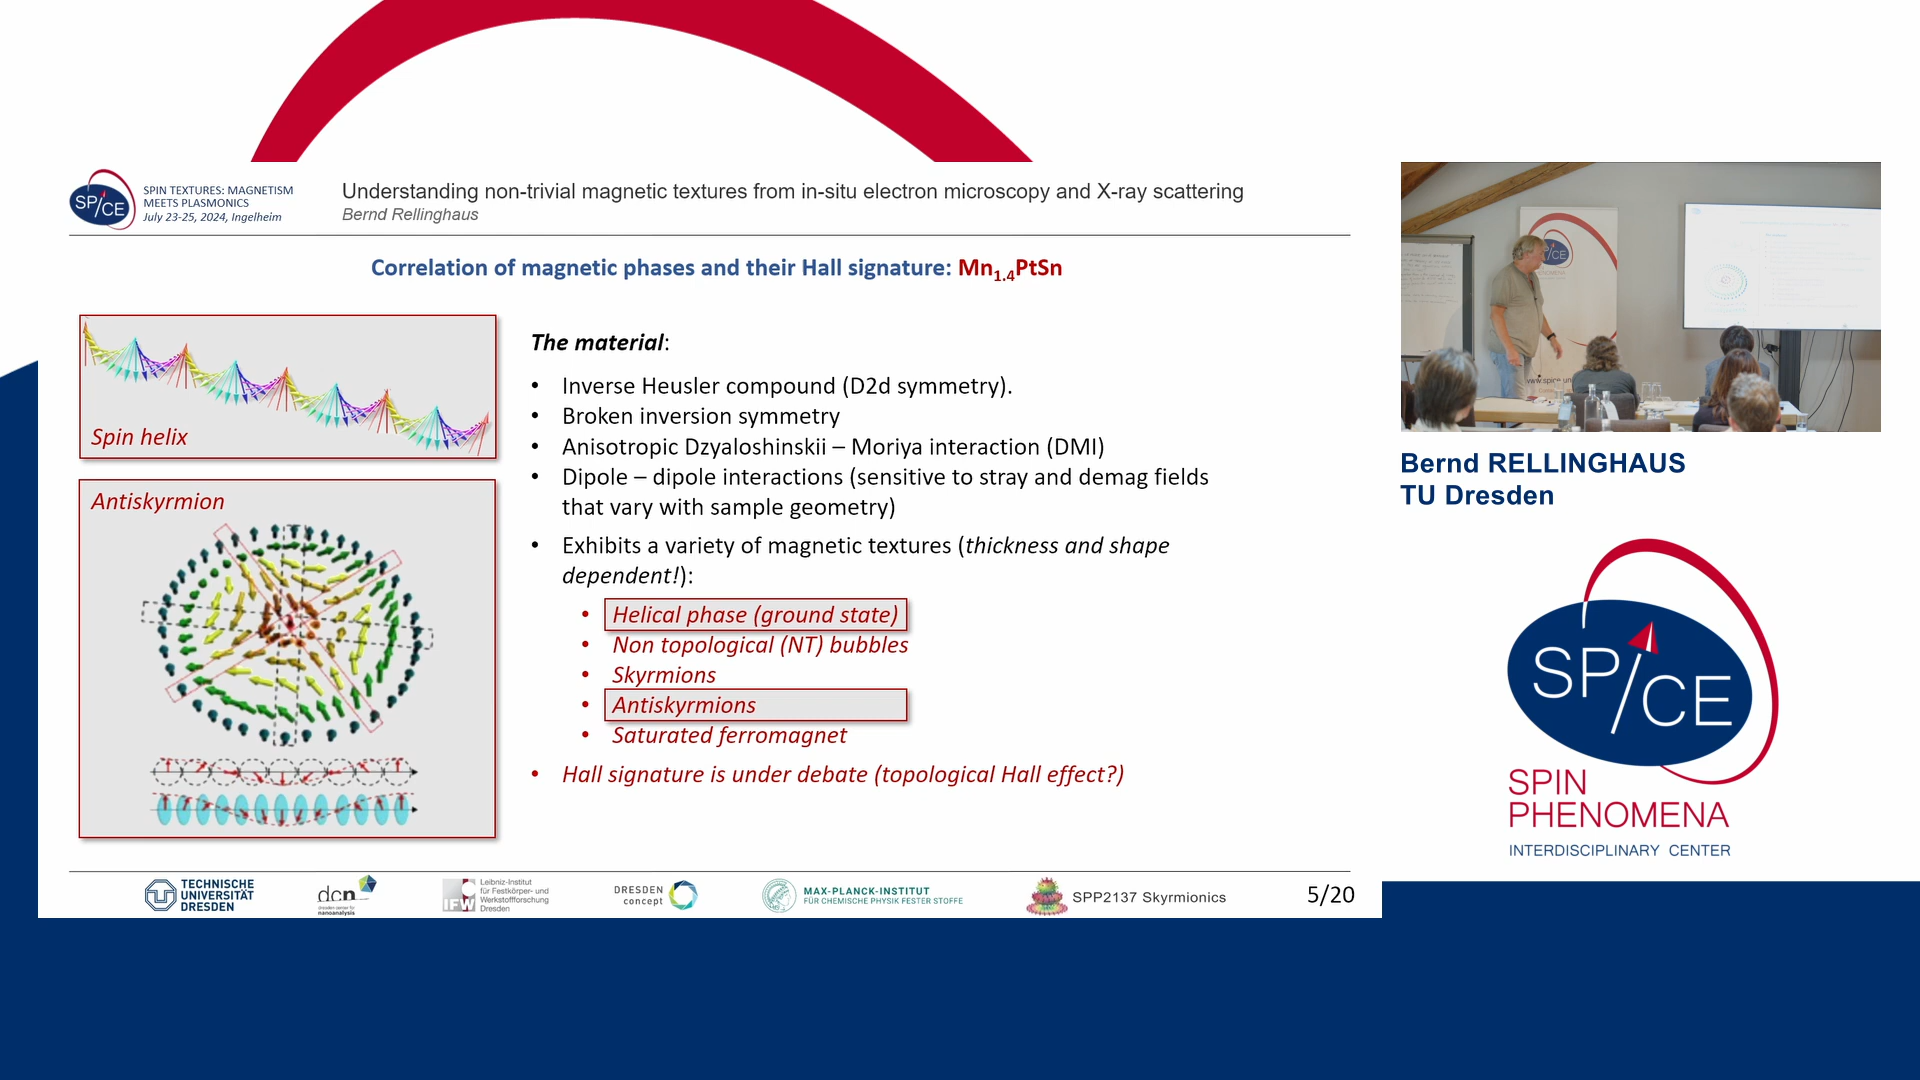 SPICE
SPIN TEXTURES: MAGNETISM
MEETS PLASMONICS
July 23-25, 2024, Ingelheim
Understanding non-trivial magnetic textures from in-situ electron microscopy and X-ray scattering
Bernd Rellinghaus
Correlation of magnetic phases and their Hall signature: Mn1.4PtSn
Spin helix
Antiskyrmion
The material:
• Inverse Heusler compound (D2d symmetry).
• Broken inversion symmetry
• Anisotropic Dzyaloshinskii – Moriya interaction (DMI)
• Dipole – dipole interactions (sensitive to stray and demag fields
that vary with sample geometry)
• Exhibits a variety of magnetic textures (thickness and shape
dependent!):
• Helical phase (ground state)
• Non topological (NT) bubbles
• Skyrmions
• Antiskyrmions
• Saturated ferromagnet
• Hall signature is under debate (topological Hall effect?)
TECHNISCHE
UNIVERSITÄT
DRESDEN
dcn
dresden center for
nanoanalysis
IFW
Leibniz-Institut
für Festkörper- und
Werkstoffforschung
Dresden
DRESDEN
concept
MAX-PLANCK-INSTITUT
FÜR CHEMISCHE PHYSIK FESTER STOFFE
SPP2137 Skyrmionics
5/20
Bernd RELLINGHAUS
TU Dresden
SP/CE
SPIN
PHENOMENA
INTERDISCIPLINARY CENTER